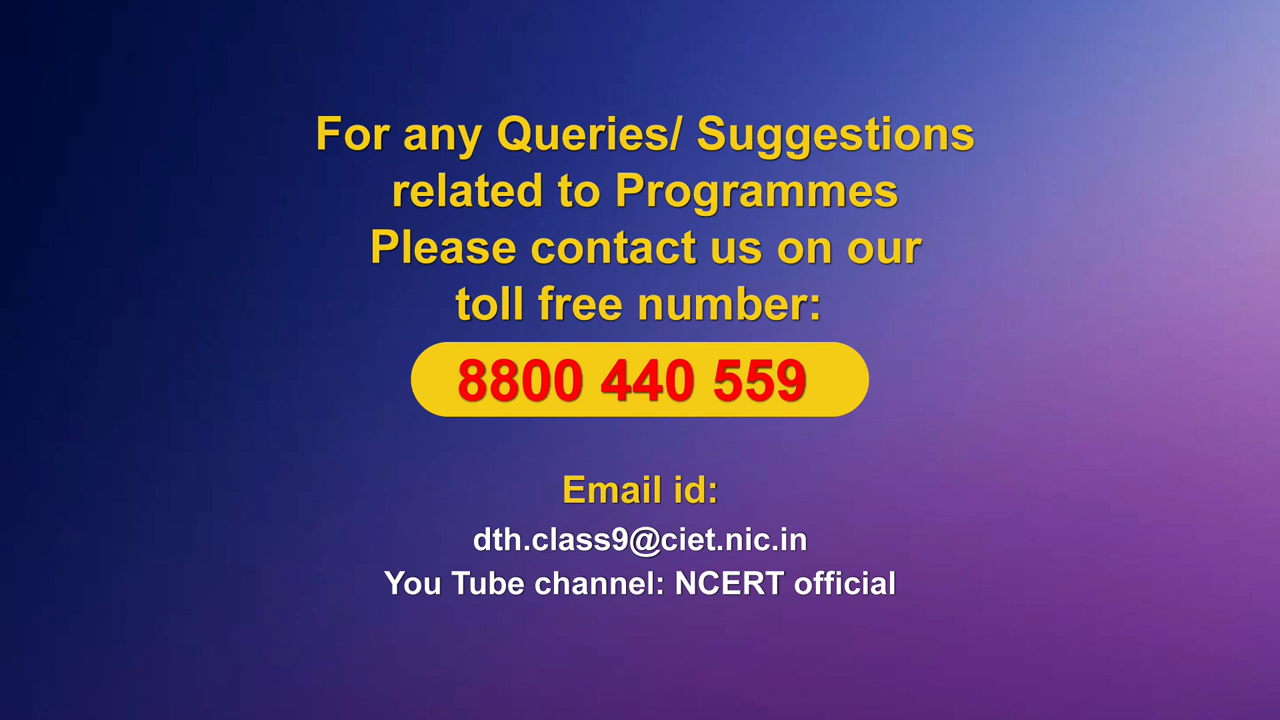 For any Queries/ Suggestions
related to Programmes
Please contact us on our
toll free number:
8800 440 559
Email id:
dth.class9@ciet.nic.in
You Tube channel: NCERT official